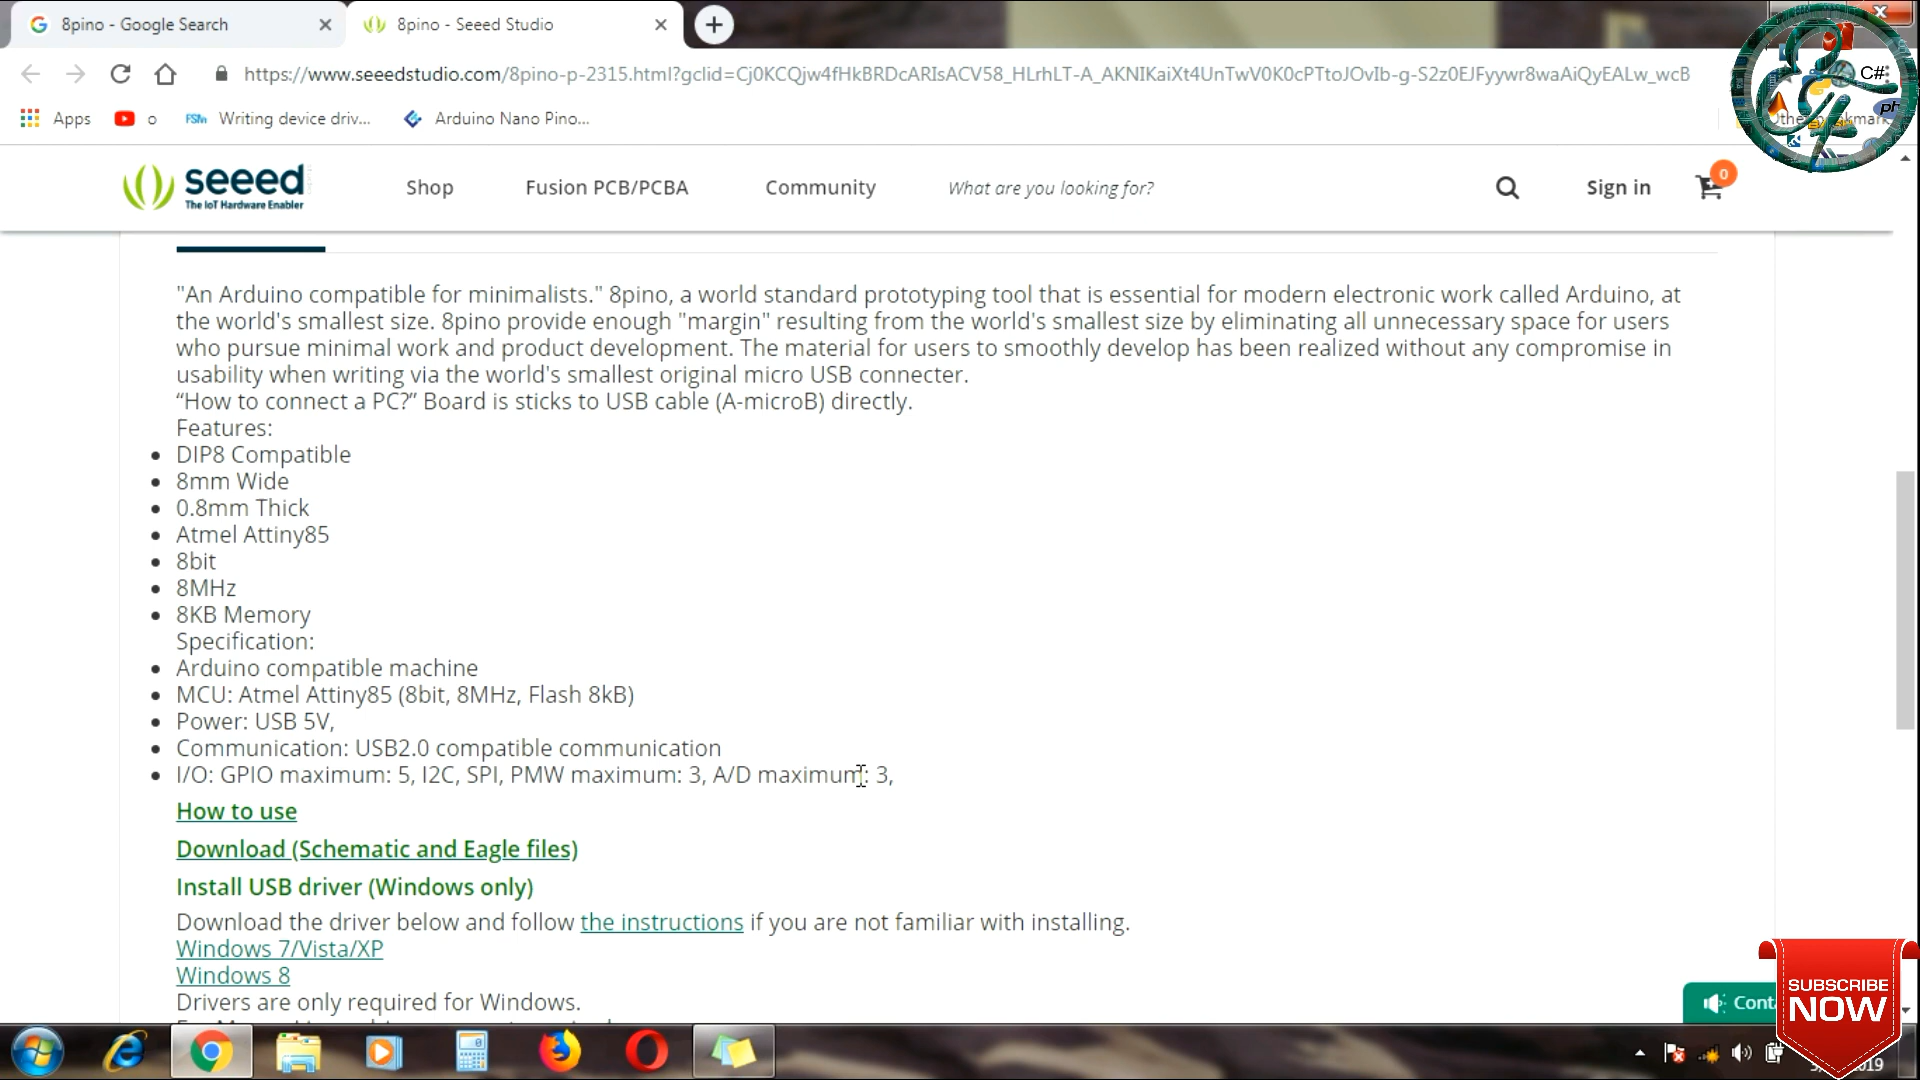 8pino - Google Search
8pino - Seeed Studio
https://www.seeedstudio.com/8pino-p-2315.html?gclid=Cj0KCQjw4fHkBRDcARIsACV58_HLrhLT-A_AKNIKaiXt4UnTwV0K0cPTtoJOvIb-g-S2z0EJFyywr8waAiQyEALw_wcB
C#
Apps
o
FSM
Writing device driv...
Arduino Nano Pino...
seeed
The IoT Hardware Enabler
Shop
Fusion PCB/PCBA
Community
What are you looking for?
Sign in
0
"An Arduino compatible for minimalists." 8pino, a world standard prototyping tool that is essential for modern electronic work called Arduino, at
the world's smallest size. 8pino provide enough "margin" resulting from the world's smallest size by eliminating all unnecessary space for users
who pursue minimal work and product development. The material for users to smoothly develop has been realized without any compromise in
usability when writing via the world's smallest original micro USB connecter.
“How to connect a PC?” Board is sticks to USB cable (A-microB) directly.
Features:
DIP8 Compatible
8mm Wide
0.8mm Thick
Atmel Attiny85
8bit
8MHz
8KB Memory
Specification:
Arduino compatible machine
MCU: Atmel Attiny85 (8bit, 8MHz, Flash 8kB)
Power: USB 5V,
Communication: USB2.0 compatible communication
I/O: GPIO maximum: 5, I2C, SPI, PMW maximum: 3, A/D maximum: 3,
How to use
Download (Schematic and Eagle files)
Install USB driver (Windows only)
Download the driver below and follow the instructions if you are not familiar with installing.
Windows 7/Vista/XP
Windows 8
Drivers are only required for Windows.
Cont
SUBSCRIBE
NOW